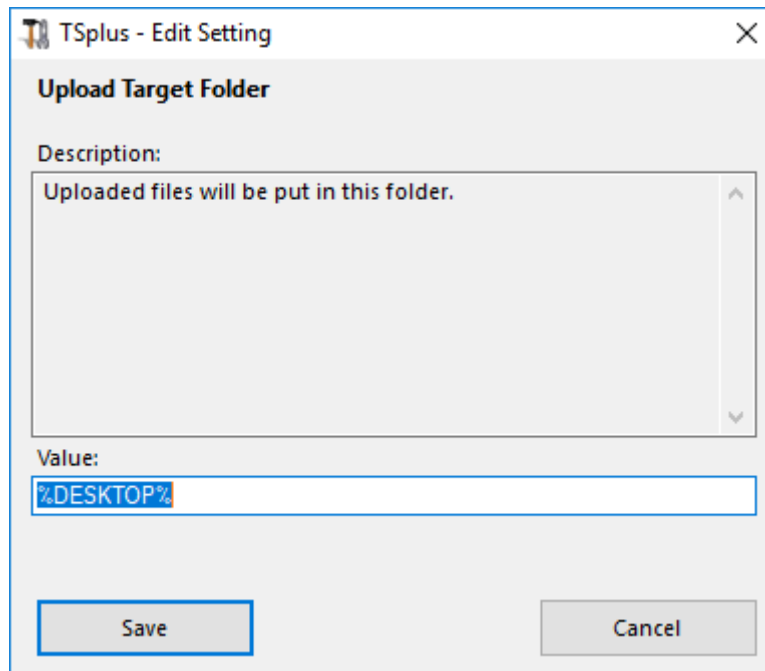 TSplus - Edit Setting
Upload Target Folder
Description:
Uploaded files will be put in this folder.
Value:
%DESKTOP%
Save
Cancel